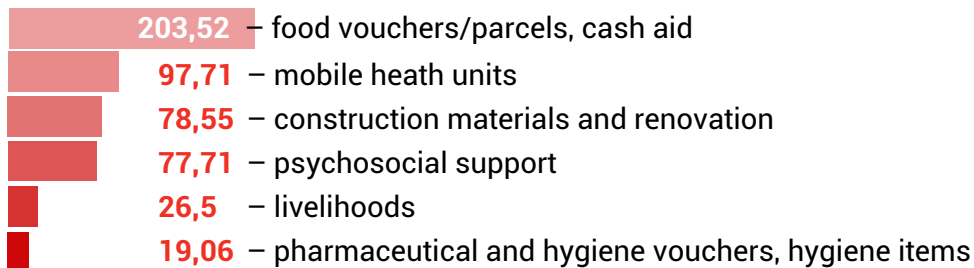 203,52 – food vouchers/parcels, cash aid
97,71 – mobile heath units
78,55 – construction materials and renovation
77,71 – psychosocial support
26,5 – livelihoods
19,06 – pharmaceutical and hygiene vouchers, hygiene items